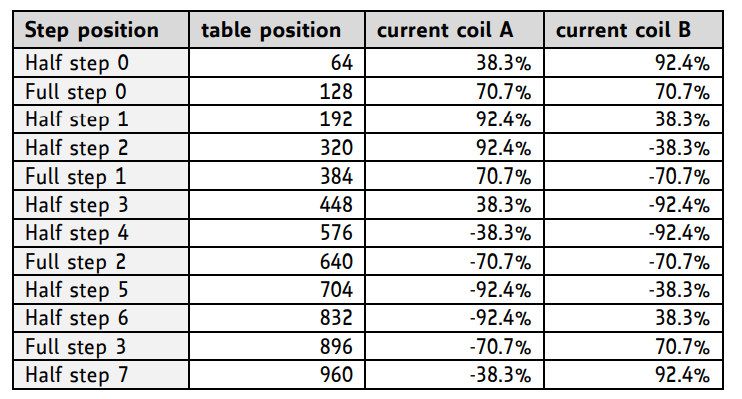 Step position table position current coil A current coil B
Half step 0 64 38.3% 92.4%
Full step 0 128 70.7% 70.7%
Half step 1 192 92.4% 38.3%
Half step 2 320 92.4% -38.3%
Full step 1 384 70.7% -70.7%
Half step 3 448 38.3% -92.4%
Half step 4 576 -38.3% -92.4%
Full step 2 640 -70.7% -70.7%
Half step 5 704 -92.4% -38.3%
Half step 6 832 -92.4% 38.3%
Full step 3 896 -70.7% 70.7%
Half step 7 960 -38.3% 92.4%